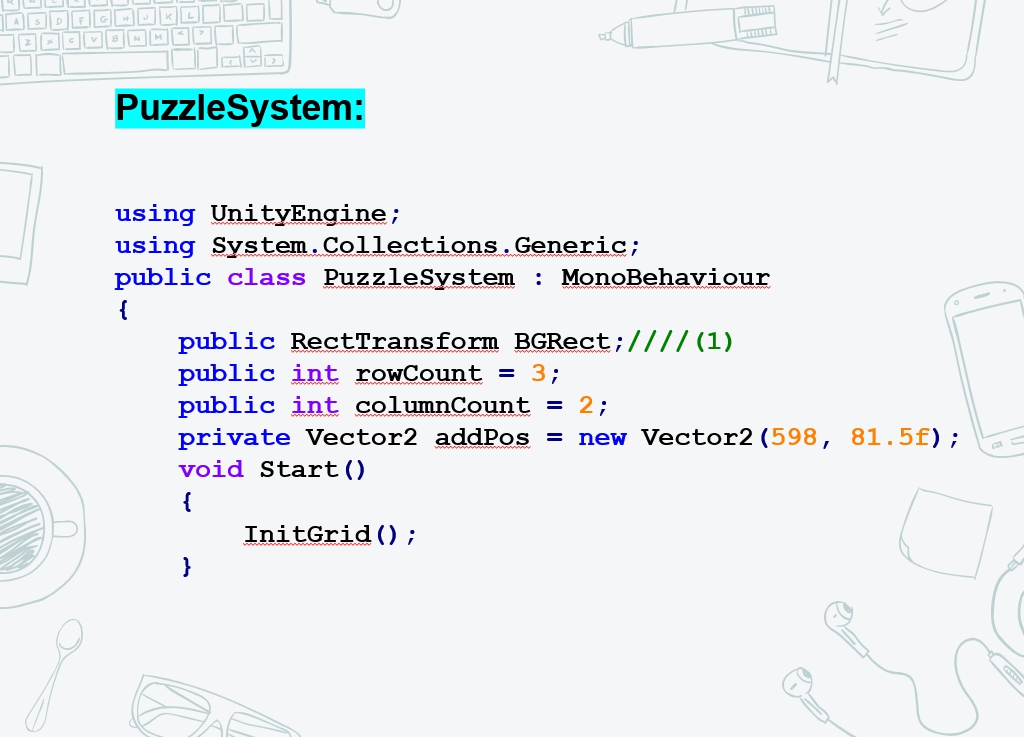 PuzzleSystem:
using UnityEngine;
using System.Collections.Generic;
public class PuzzleSystem : MonoBehaviour
{
    public RectTransform BGRect;////(1)
    public int rowCount = 3;
    public int columnCount = 2;
    private Vector2 addPos = new Vector2(598, 81.5f);
    void Start()
    {
        InitGrid();
    }